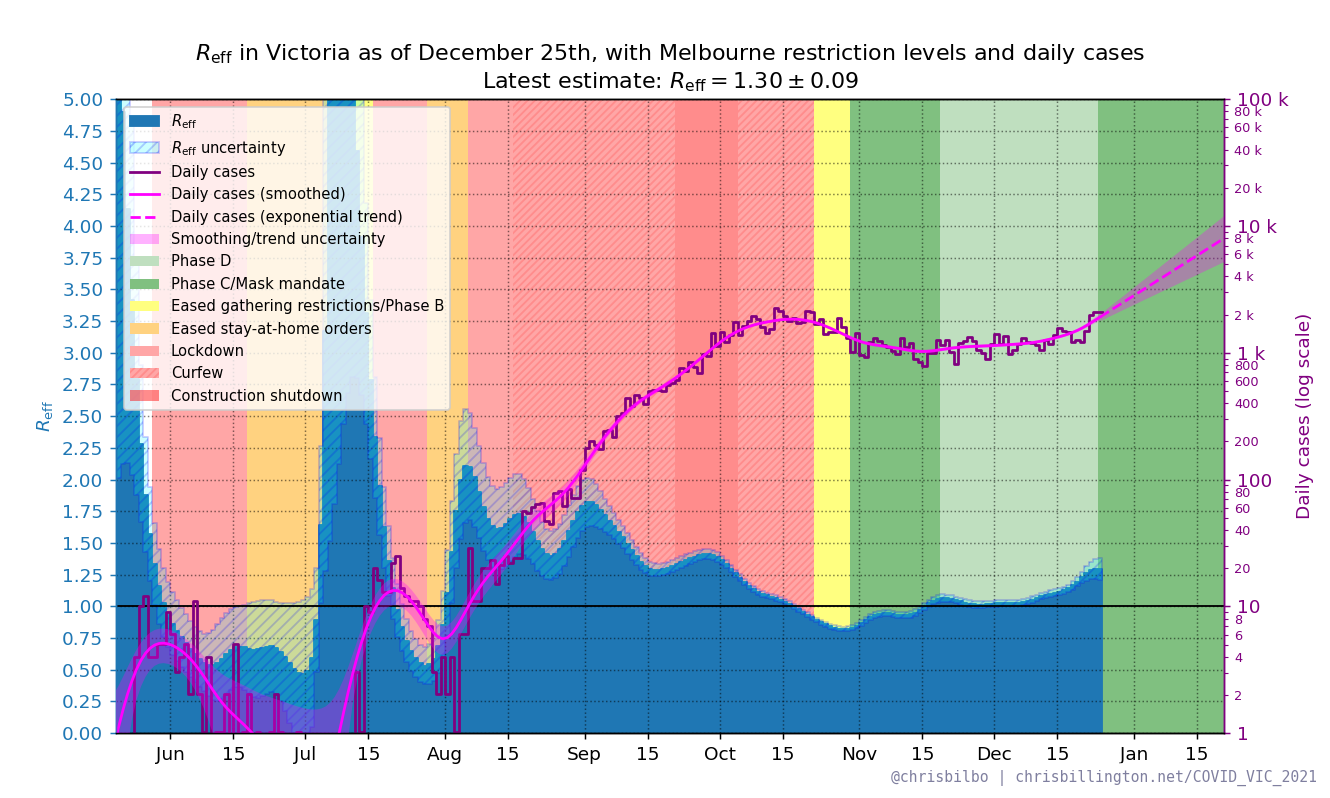 Reff in Victoria as of December 25th, with Melbourne restriction levels and daily cases
Latest estimate: Reff = 1.30 ± 0.09
Reff
Reff uncertainty
Daily cases
Daily cases (smoothed)
Daily cases (exponential trend)
Smoothing/trend uncertainty
Phase D
Phase C/Mask mandate
Eased gathering restrictions/Phase B
Eased stay-at-home orders
Lockdown
Curfew
Construction shutdown
Reff
5.00
4.75
4.50
4.25
4.00
3.75
3.50
3.25
3.00
2.75
2.50
2.25
2.00
1.75
1.50
1.25
1.00
0.75
0.50
0.25
0.00
100 k
80 k
60 k
40 k
20 k
10 k
8 k
6 k
4 k
2 k
1 k
800
600
400
200
100
80
60
40
20
10
8
6
4
2
1
Daily cases (log scale)
Jun 15 Jul 15 Aug 15 Sep 15 Oct 15 Nov 15 Dec 15 Jan 15
@chrisbilbo | chrisbillington.net/COVID_VIC_2021